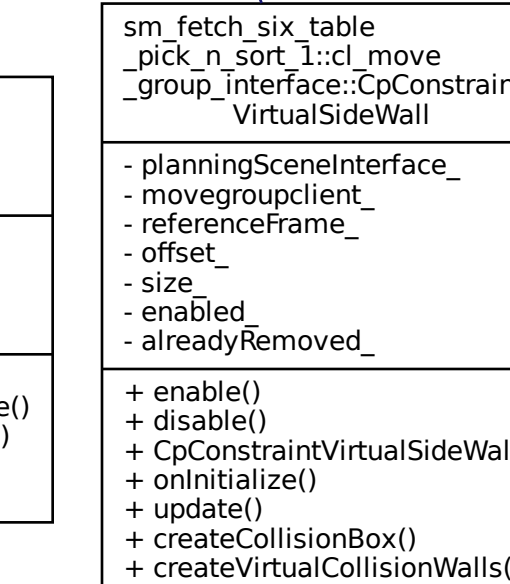 sm_fetch_six_table
_pick_n_sort_1::cl_move
_group_interface::CpConstrain
VirtualSideWall
- planningSceneInterface_
- movegroupclient_
- referenceFrame_
- offset_
- size_
- enabled_
- alreadyRemoved_
+ enable()
+ disable()
+ CpConstraintVirtualSideWal
+ onInitialize()
+ update()
+ createCollisionBox()
+ createVirtualCollisionWalls(
e()
)